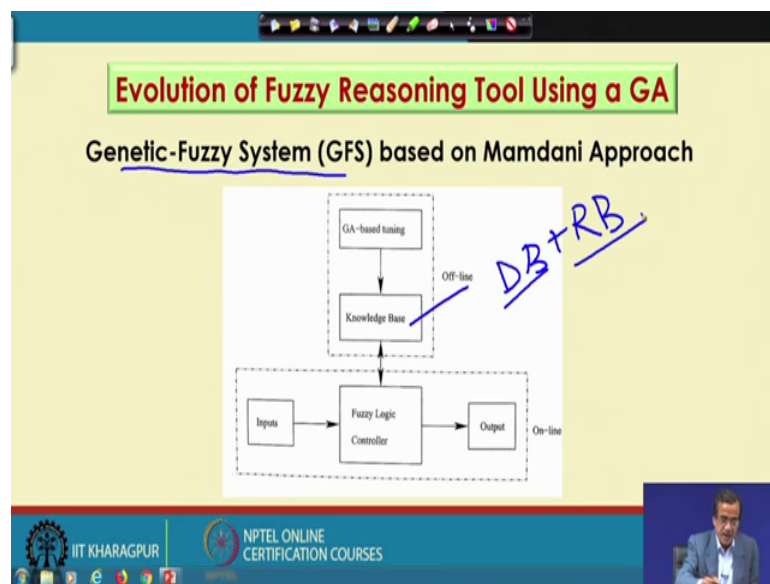 Evolution of Fuzzy Reasoning Tool Using a GA
Genetic-Fuzzy System (GFS) based on Mamdani Approach
GA-based tuning
Off-line
Knowledge Base
DB+RB
Inputs
Fuzzy Logic
Controller
Output
On-line
IIT KHARAGPUR
NPTEL ONLINE
CERTIFICATION COURSES